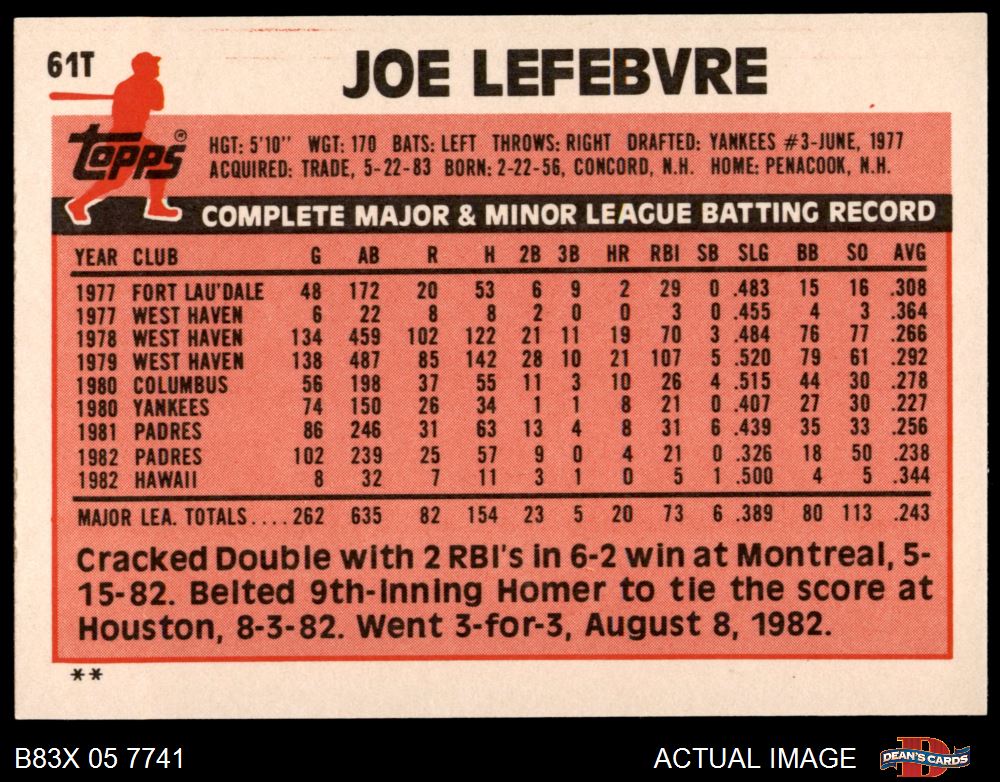 61T
JOE LEFEBVRE
Topps®
HGT: 5'10" WGT: 170 BATS: LEFT THROWS: RIGHT DRAFTED: YANKEES #3-JUNE, 1977
ACQUIRED: TRADE, 5-22-83 BORN: 2-22-56, CONCORD, N.H. HOME: PENACOOK, N.H.
COMPLETE MAJOR & MINOR LEAGUE BATTING RECORD
YEAR CLUB G AB R H 2B 3B HR RBI SB SLG BB SO AVG
1977 FORT LAU'DALE 48 172 20 53 6 9 2 29 0 .483 15 16 .308
1977 WEST HAVEN 6 22 8 8 2 0 0 3 0 .455 4 3 .364
1978 WEST HAVEN 134 459 102 122 21 11 19 70 3 .484 76 77 .266
1979 WEST HAVEN 138 487 85 142 28 10 21 107 5 .520 79 61 .292
1980 COLUMBUS 56 198 37 55 11 3 10 26 4 .515 44 30 .278
1980 YANKEES 74 150 26 34 1 1 8 21 0 .407 27 30 .227
1981 PADRES 86 246 31 63 13 4 8 31 6 .439 35 33 .256
1982 PADRES 102 239 25 57 9 0 4 21 0 .326 18 50 .238
1982 HAWAII 8 32 7 11 3 1 0 5 1 .500 4 5 .344
MAJOR LEA. TOTALS....262 635 82 154 23 5 20 73 6 .389 80 113 .243
Cracked Double with 2 RBI's in 6-2 win at Montreal, 5-
15-82. Belted 9th-inning Homer to tie the score at
Houston, 8-3-82. Went 3-for-3, August 8, 1982.
**
B83X 05 7741 ACTUAL IMAGE DEAN'S CARDS